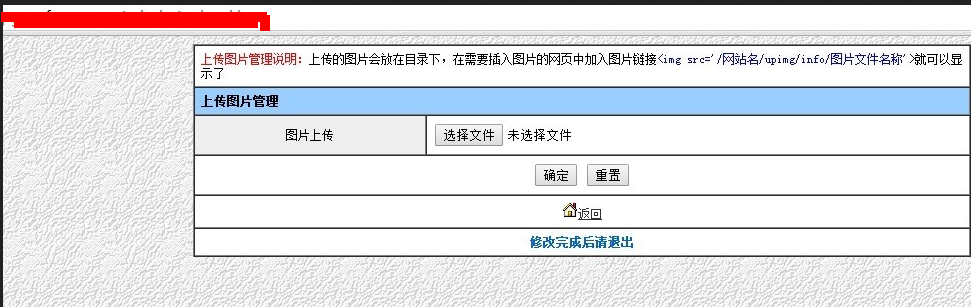 上传图片管理说明：上传的图片会放在目录下，在需要插入图片的网页中加入图片链接<img src='/网站名/upimg/info/图片文件名称'>就可以显
示了
上传图片管理
图片上传 选择文件 未选择文件
确定 重置
返回
修改完成后请退出